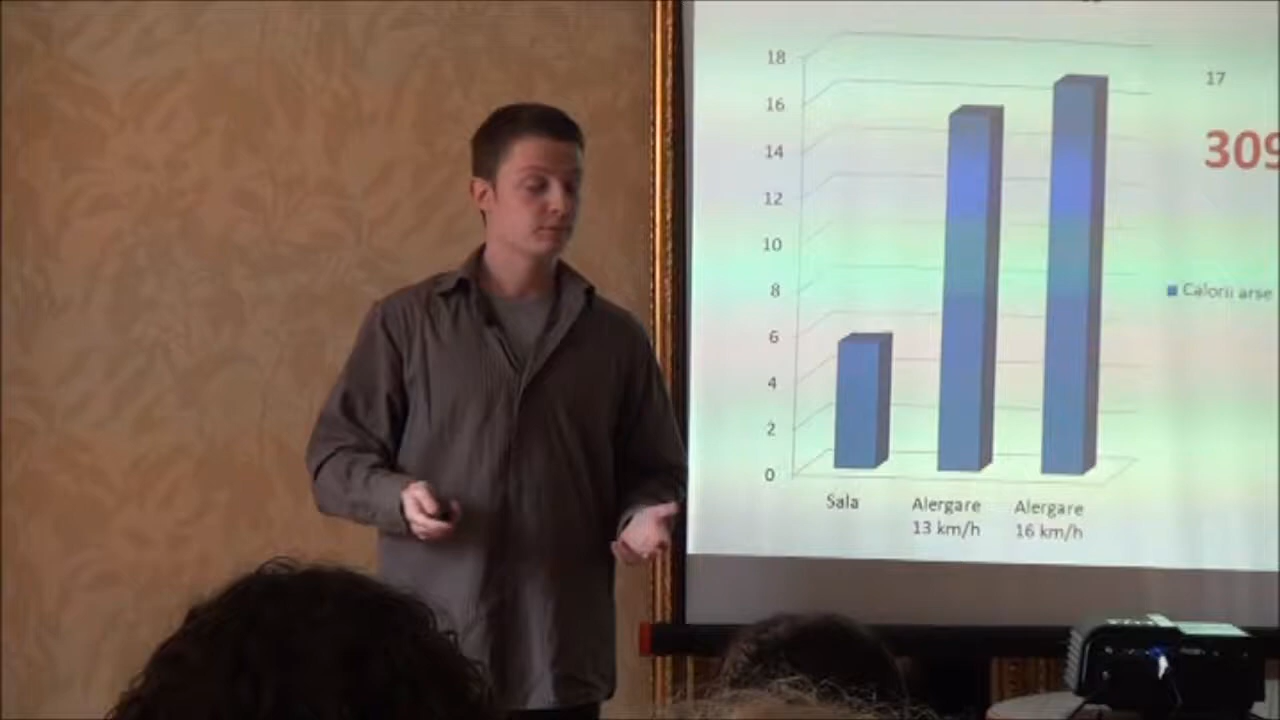 18
16
14
12
10
8
6
4
2
0
Sala
Alergare
13 km/h
Alergare
16 km/h
17
309
Calorii arse